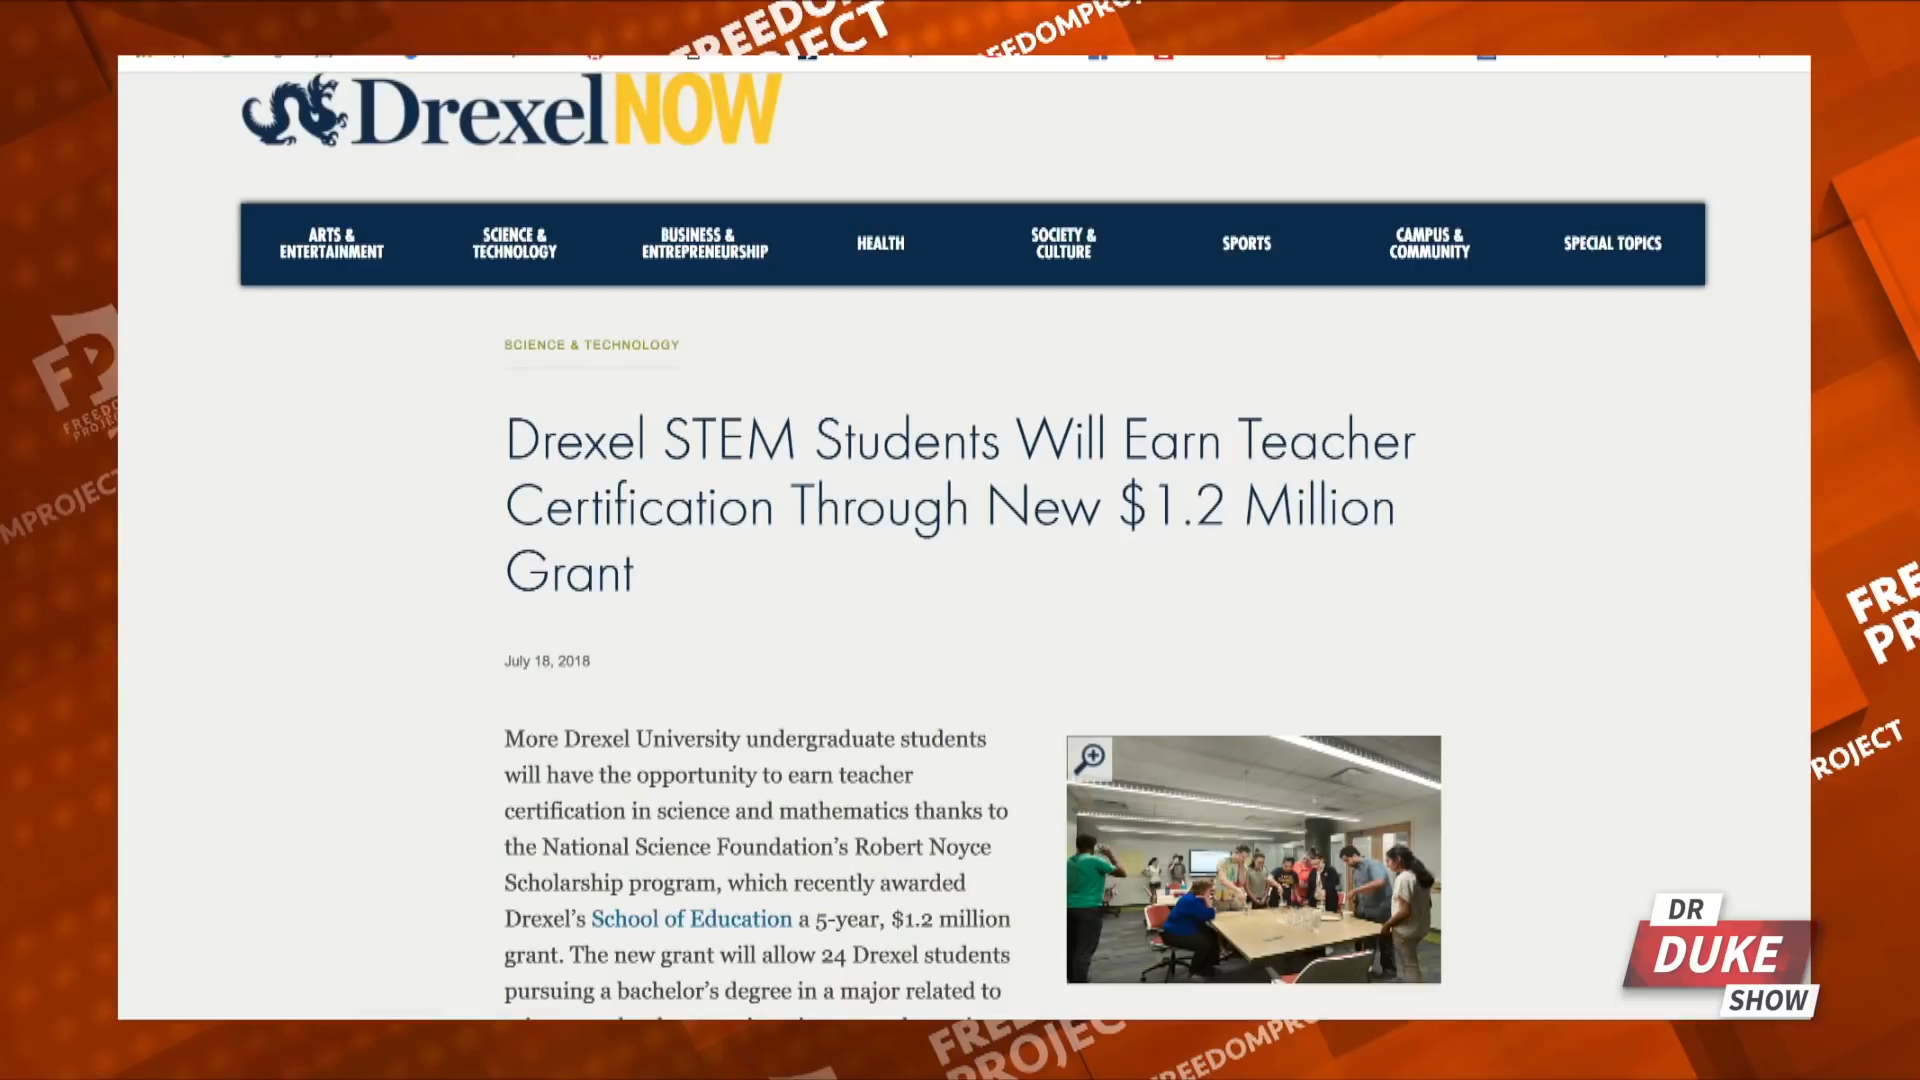 FREEDOMPROJECT
DrexelNOW
ARTS &
ENTERTAINMENT
SCIENCE &
TECHNOLOGY
BUSINESS &
ENTREPRENEURSHIP
HEALTH
SOCIETY &
CULTURE
SPORTS
CAMPUS &
COMMUNITY
SPECIAL TOPICS
SCIENCE & TECHNOLOGY
Drexel STEM Students Will Earn Teacher
Certification Through New $1.2 Million
Grant
July 18, 2018
More Drexel University undergraduate students
will have the opportunity to earn teacher
certification in science and mathematics thanks to
the National Science Foundation’s Robert Noyce
Scholarship program, which recently awarded
Drexel’s School of Education a 5-year, $1.2 million
grant. The new grant will allow 24 Drexel students
pursuing a bachelor’s degree in a major related to
DR
DUKE
SHOW